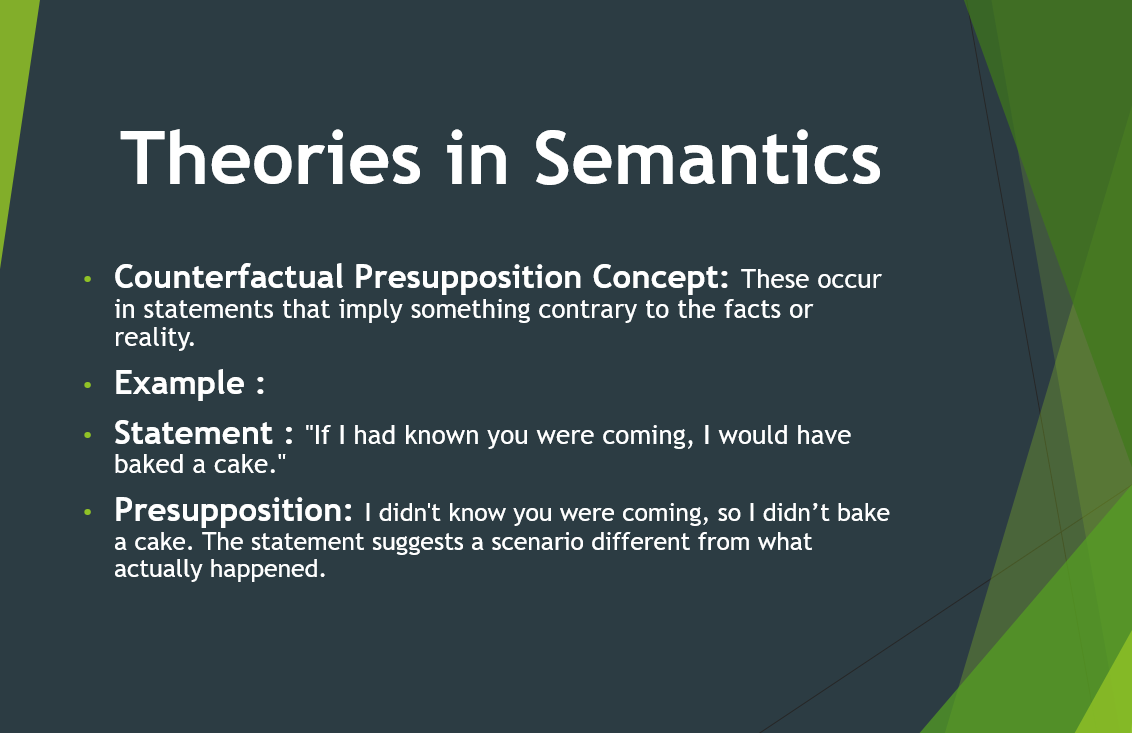 Theories in Semantics
• Counterfactual Presupposition Concept: These occur
in statements that imply something contrary to the facts or
reality.
• Example :
• Statement : "If I had known you were coming, I would have
baked a cake."
• Presupposition: I didn't know you were coming, so I didn’t bake
a cake. The statement suggests a scenario different from what
actually happened.